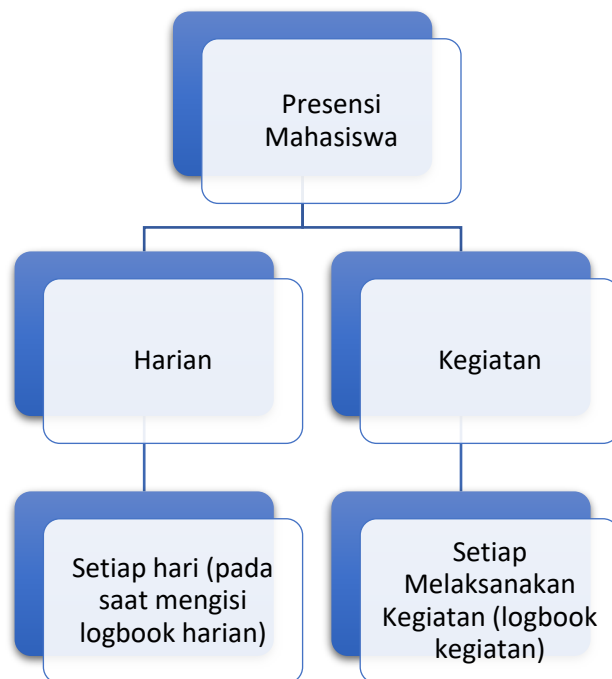 Presensi
Mahasiswa
Harian
Kegiatan
Setiap hari (pada
saat mengisi
logbook harian)
Setiap
Melaksanakan
Kegiatan (logbook
kegiatan)